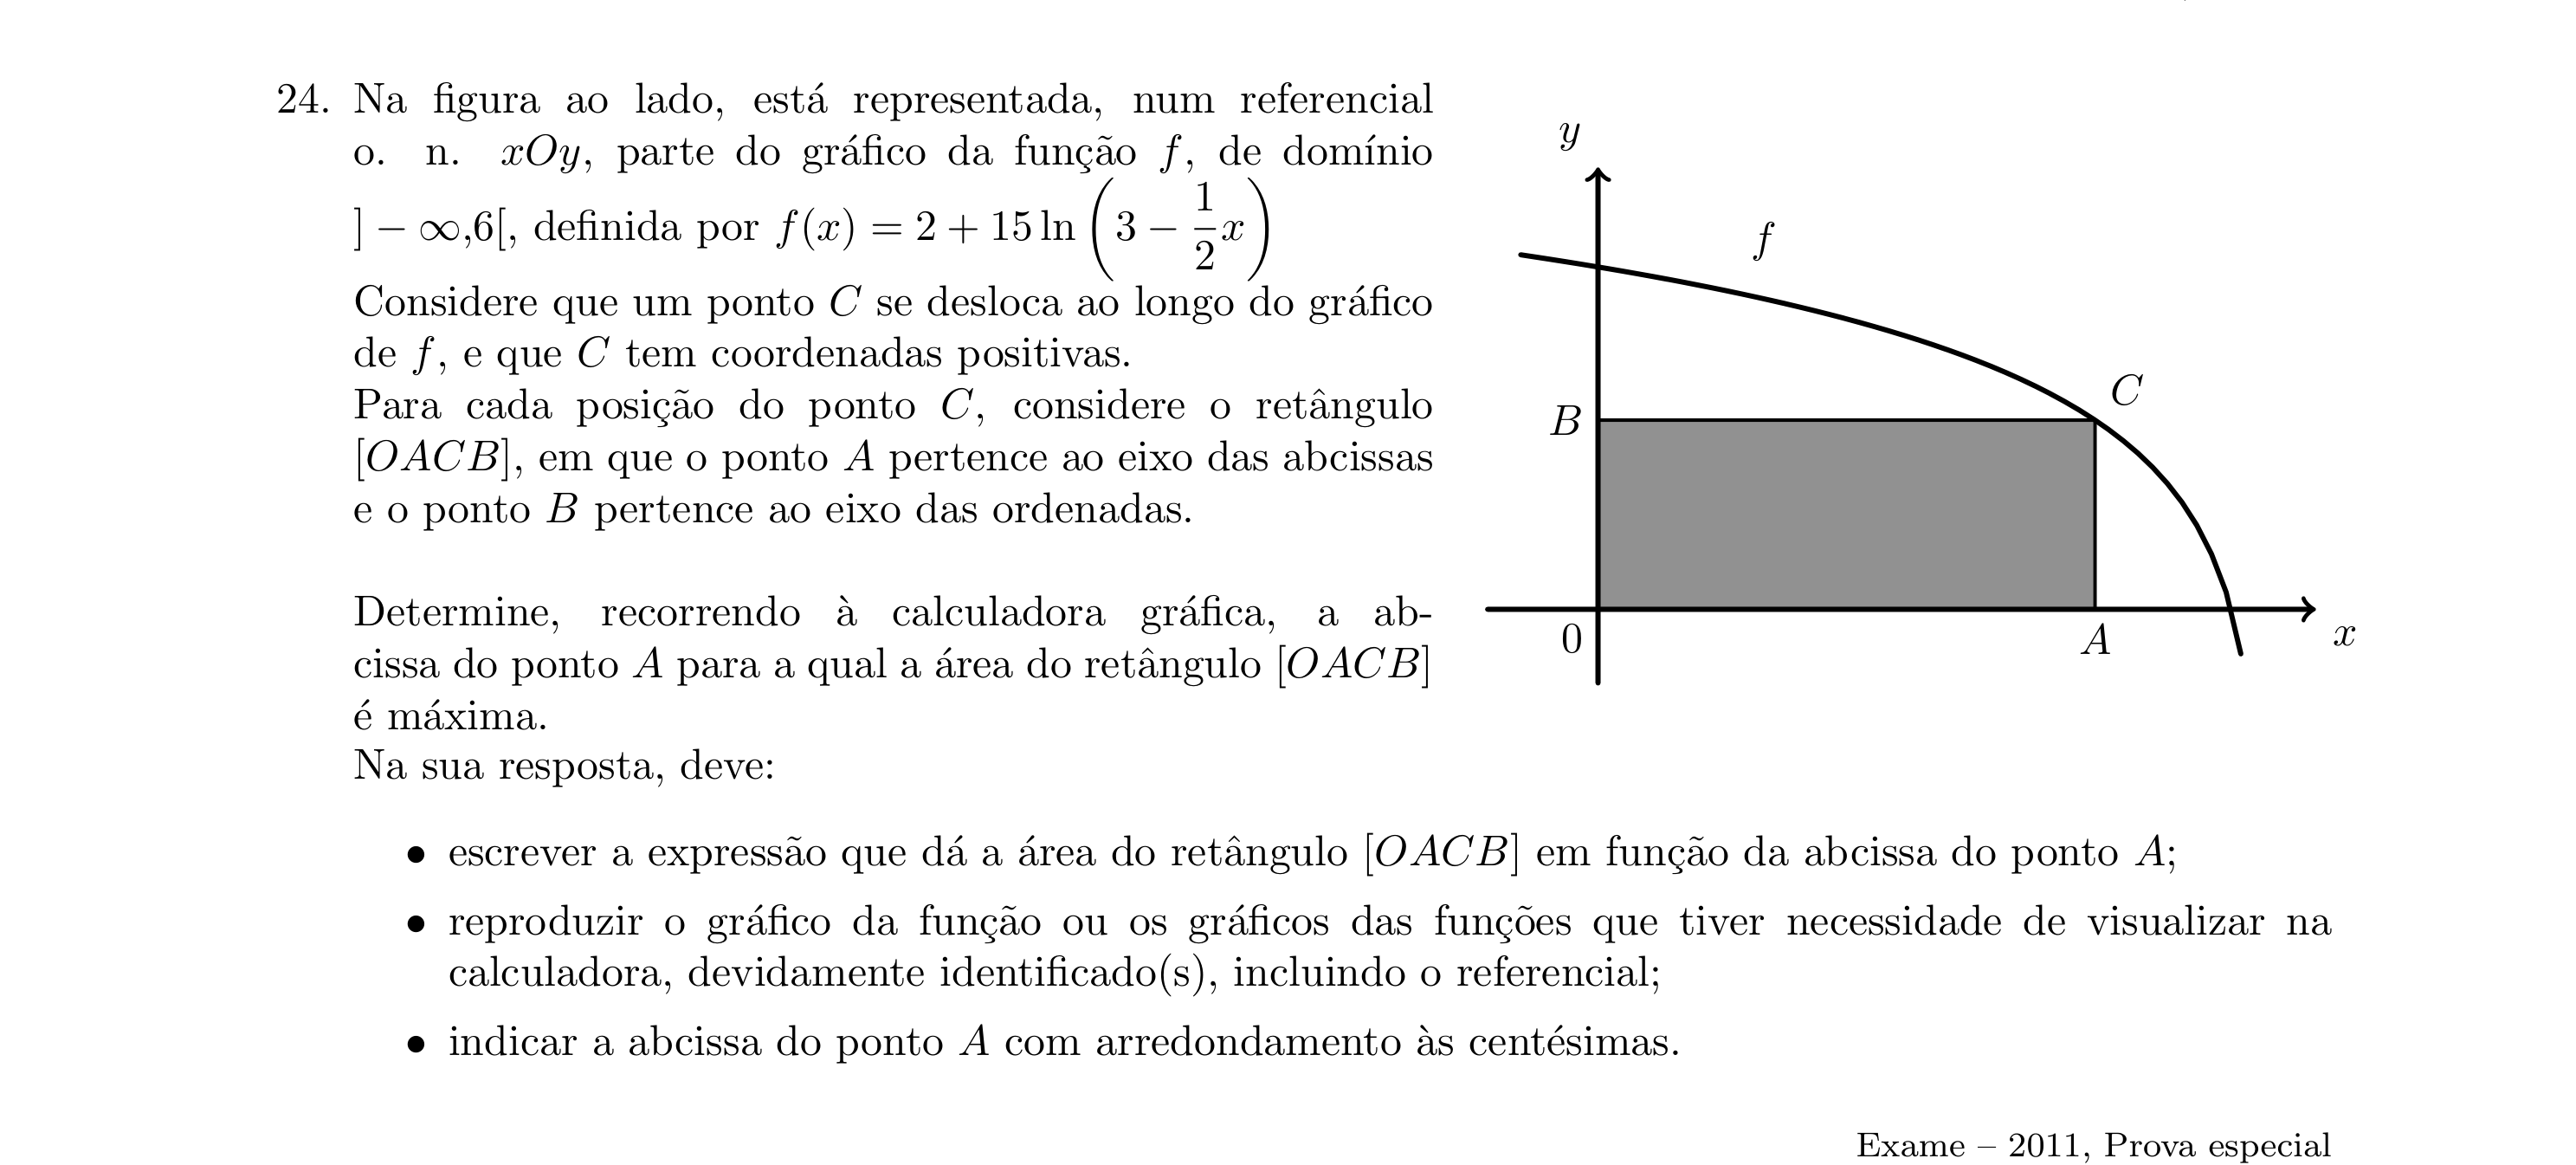 24. Na figura ao lado, está representada, num referencial
o. n. xOy, parte do gráfico da função f, de domínio
]−∞,6[, definida por f(x) = 2 + 15 ln(3 − 1/2 x)
Considere que um ponto C se desloca ao longo do gráfico
de f, e que C tem coordenadas positivas.
Para cada posição do ponto C, considere o retângulo
[OACB], em que o ponto A pertence ao eixo das abcissas
e o ponto B pertence ao eixo das ordenadas.
Determine, recorrendo à calculadora gráfica, a ab-
cissa do ponto A para a qual a área do retângulo [OACB]
é máxima.
Na sua resposta, deve:
y
f
C
B
0
A
x
• escrever a expressão que dá a área do retângulo [OACB] em função da abcissa do ponto A;
• reproduzir o gráfico da função ou os gráficos das funções que tiver necessidade de visualizar na
calculadora, devidamente identificado(s), incluindo o referencial;
• indicar a abcissa do ponto A com arredondamento às centésimas.
Exame – 2011, Prova especial